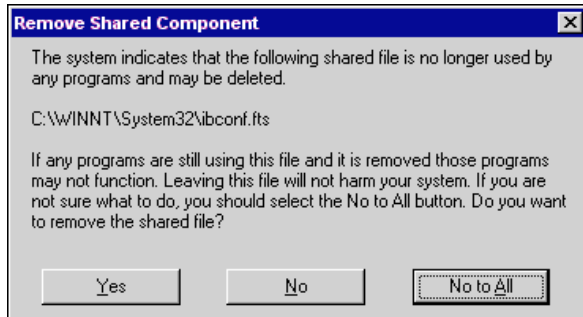 Remove Shared Component
The system indicates that the following shared file is no longer used by
any programs and may be deleted.
C:\WINNT\System32\ibconf.fts
If any programs are still using this file and it is removed those programs
may not function. Leaving this file will not harm your system. If you are
not sure what to do, you should select the No to All button. Do you want
to remove the shared file?
Yes
No
No to All